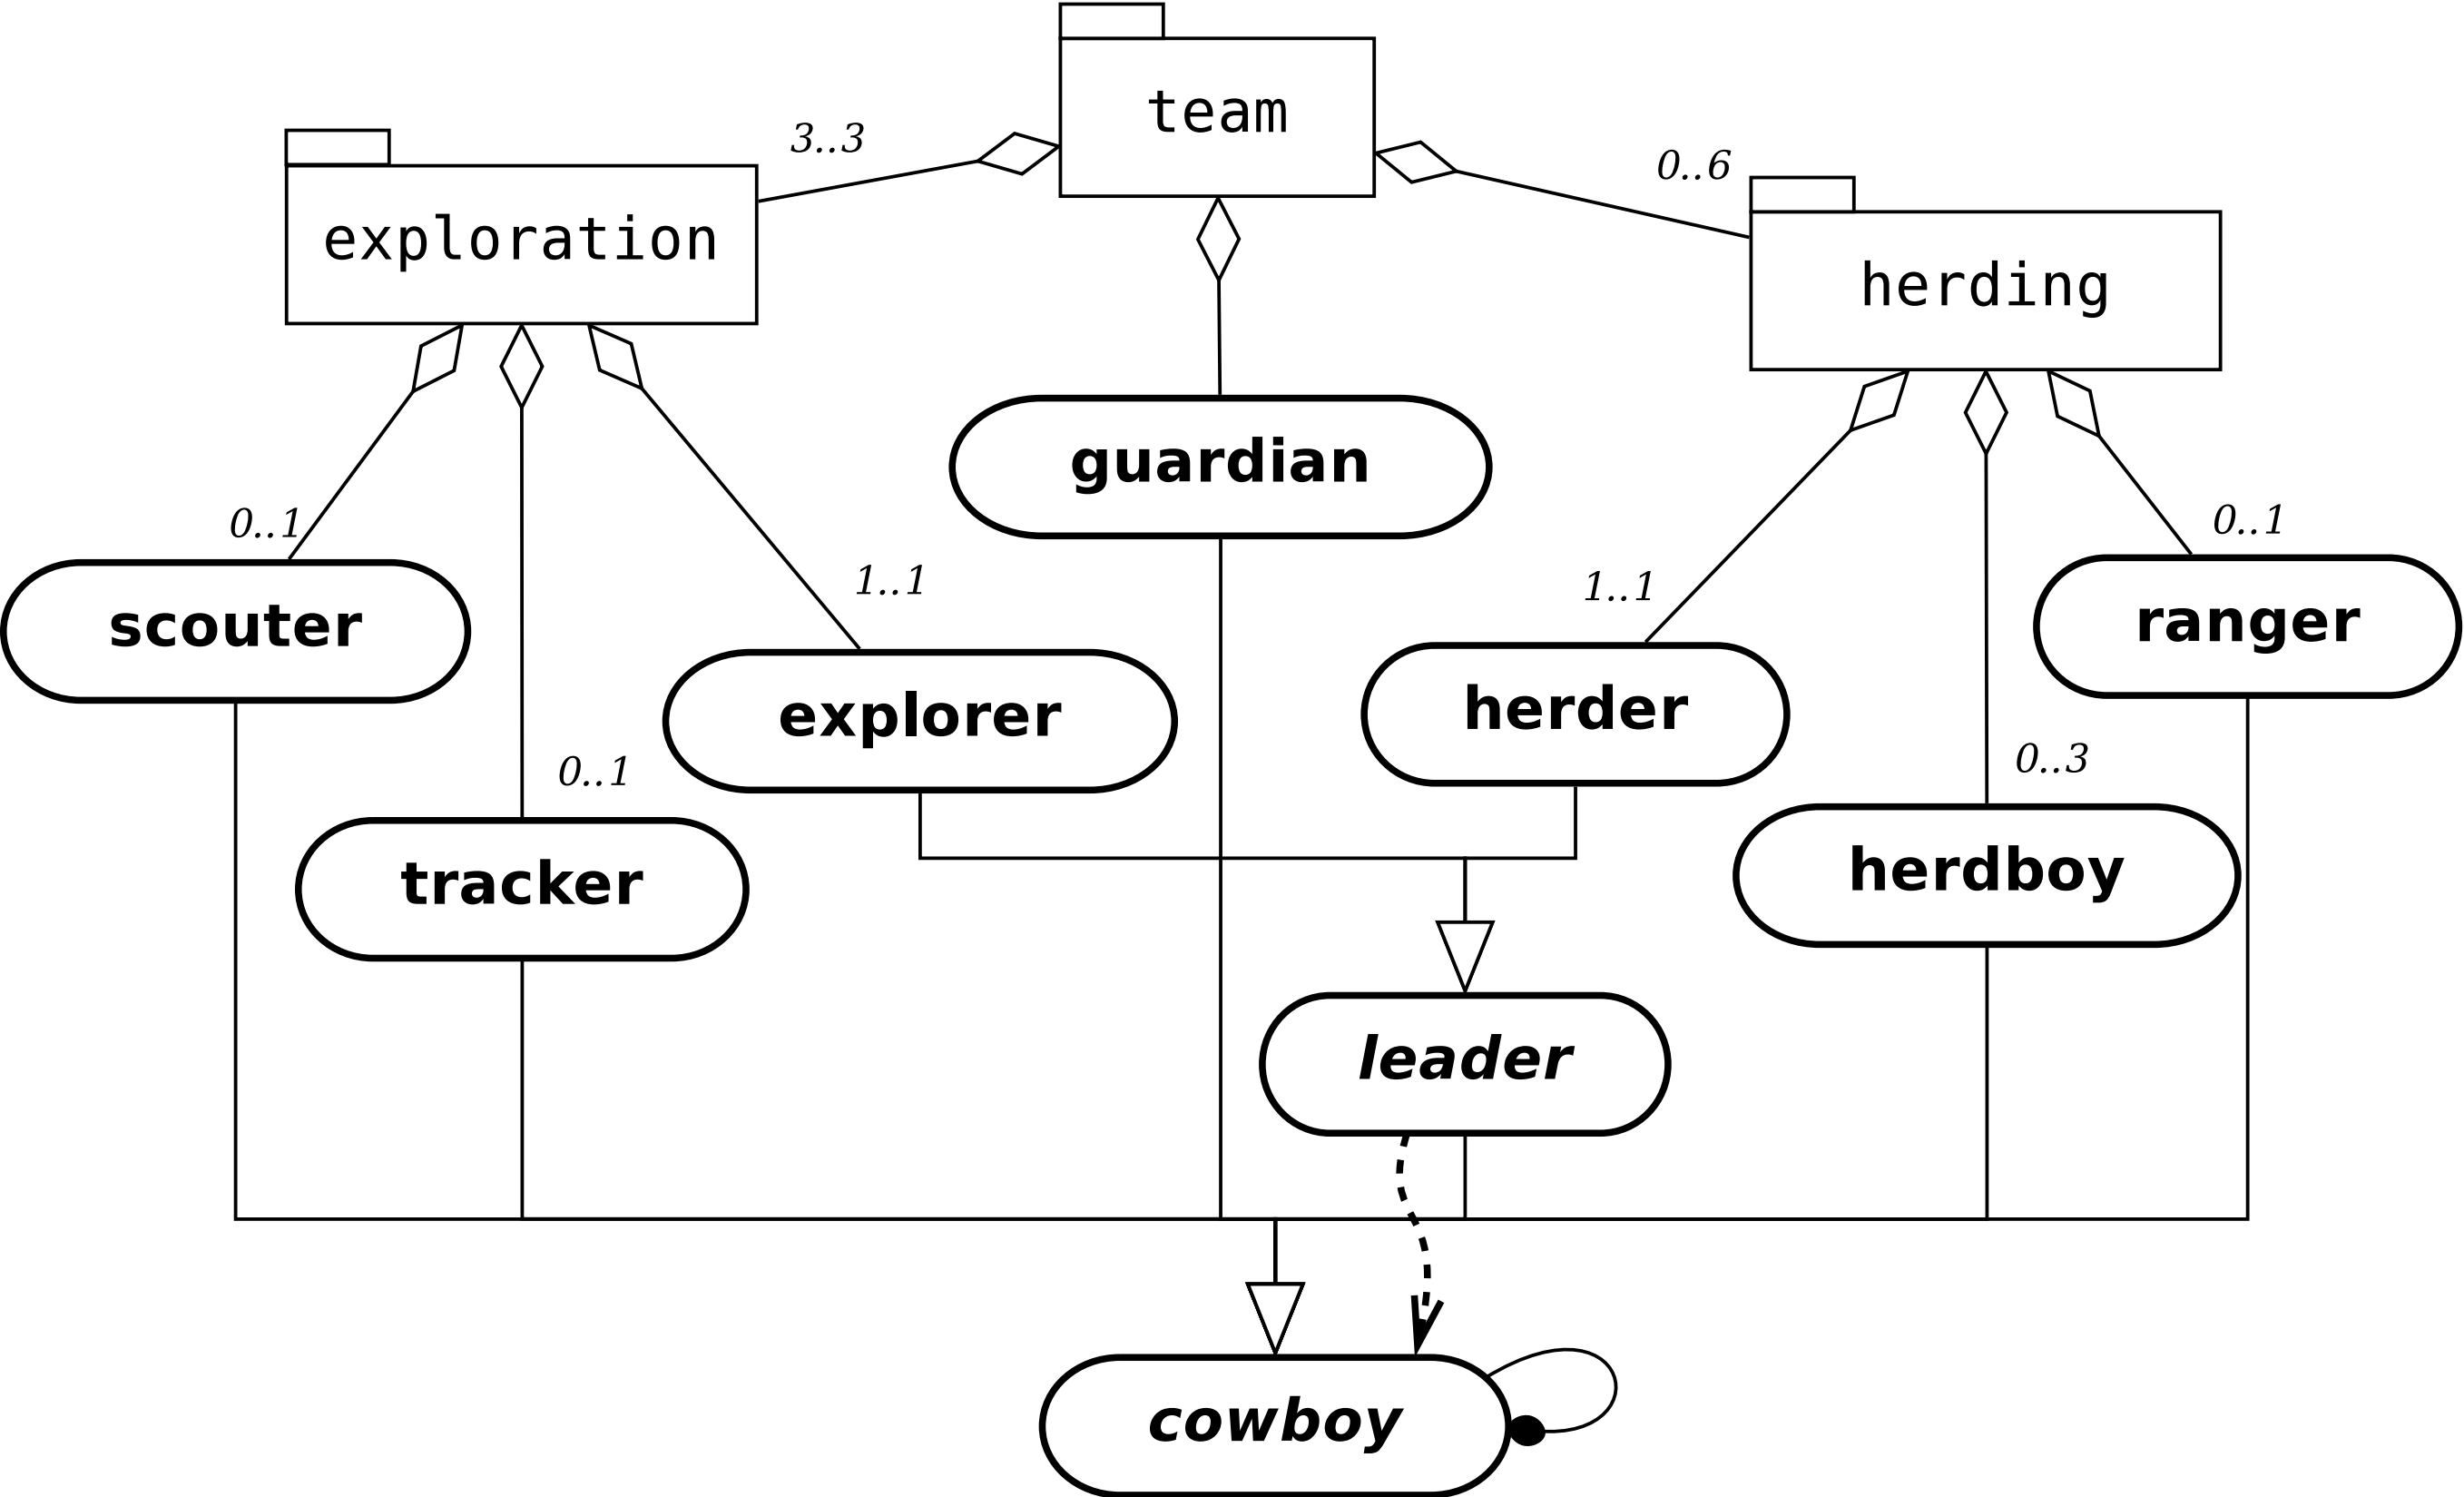 team
3..3
0..6
exploration
herding
guardian
0..1
0..1
1..1
1..1
scouter
ranger
explorer
herder
0..1
0..3
tracker
herdboy
leader
cowboy